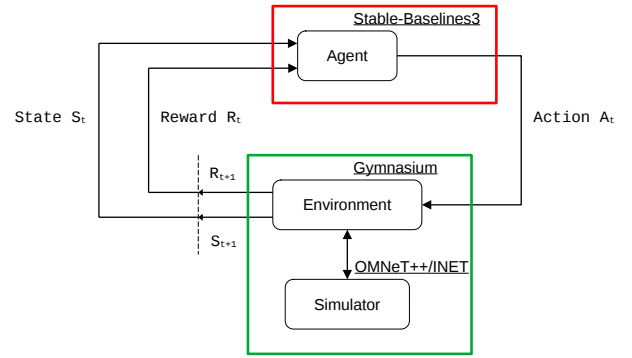 Stable-Baselines3
Agent
State Sₜ
Reward Rₜ
Action Aₜ
Gymnasium
Rₜ₊₁
Environment
Sₜ₊₁
OMNeT++/INET
Simulator